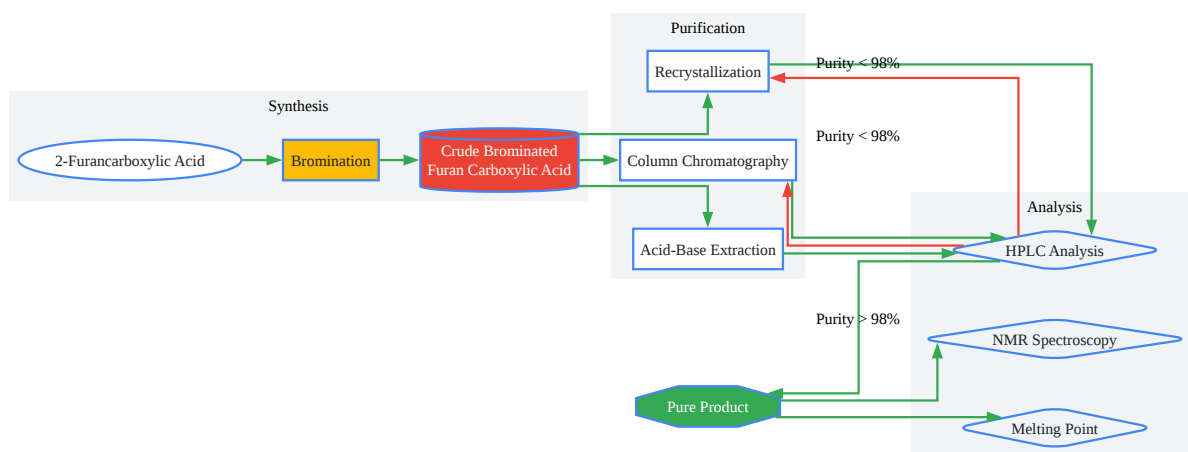 Purification
Recrystallization
Purity < 98%
Synthesis
2-Furancarboxylic Acid
Bromination
Crude Brominated
Furan Carboxylic Acid
Purity < 98%
Column Chromatography
Analysis
Acid-Base Extraction
HPLC Analysis
Purity > 98%
NMR Spectroscopy
Pure Product
Melting Point